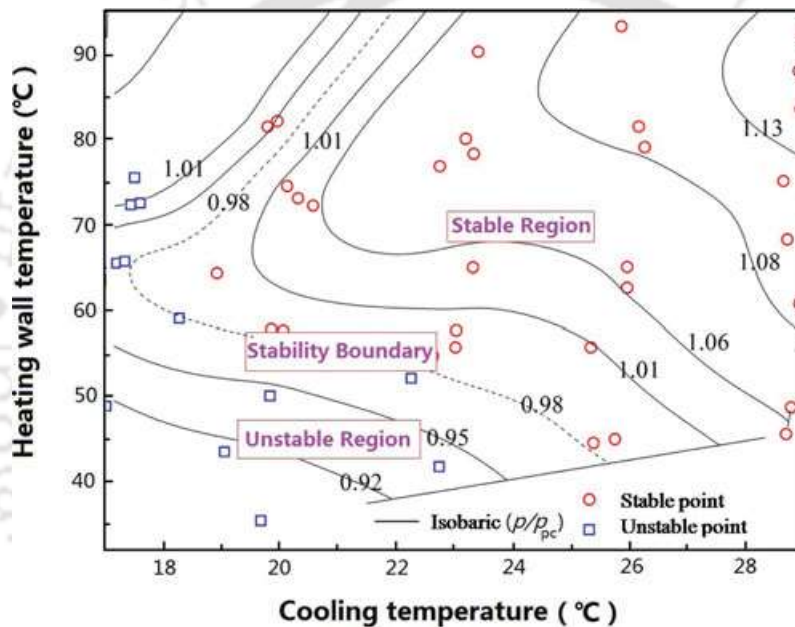 Heating wall temperature (℃)
90
80
70
60
50
40
1.01
0.98
1.01
1.13
Stable Region
1.08
Stability Boundary
1.06
1.01
0.98
Unstable Region
0.95
0.92
Isobaric (p/ppc)
Stable point
Unstable point
18 20 22 24 26 28
Cooling temperature (℃)